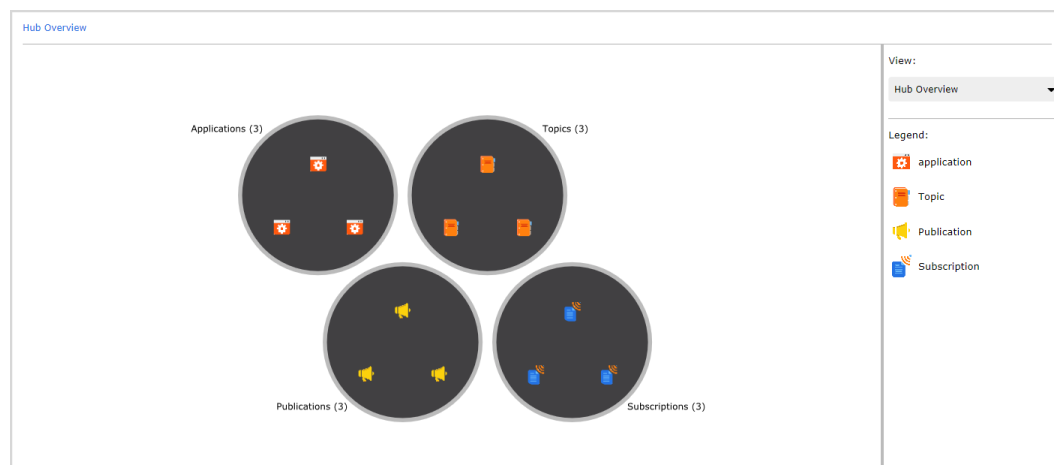 Hub Overview
View:
Hub Overview
Applications (3)
Topics (3)
Publications (3)
Subscriptions (3)
Legend:
application
Topic
Publication
Subscription